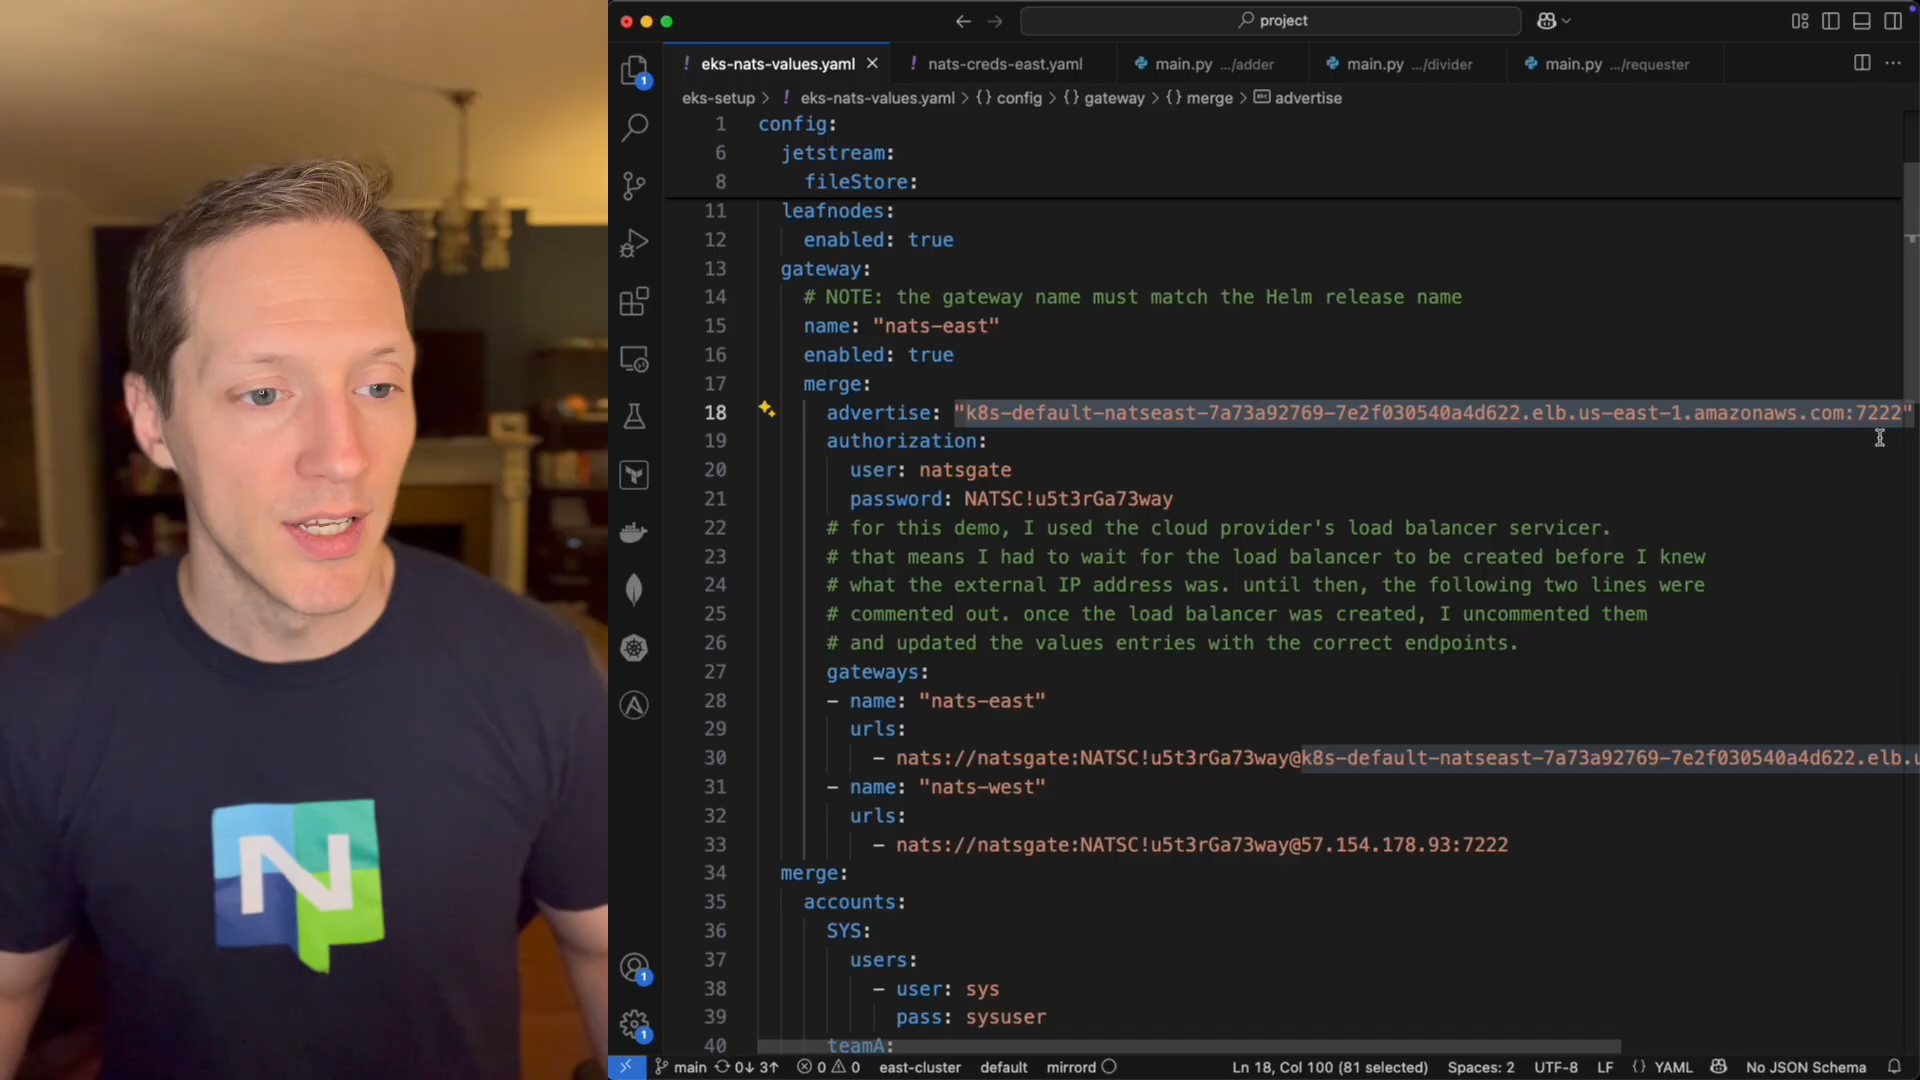 project
eks-nats-values.yaml
nats-creds-east.yaml
main.py .../adder
main.py .../divider
main.py .../requester
eks-setup > ! eks-nats-values.yaml > {} config > {} gateway > {} merge > advertise
1 config:
6 jetstream:
8 fileStore:
11 leafnodes:
12 enabled: true
13 gateway:
14 # NOTE: the gateway name must match the Helm release name
15 name: "nats-east"
16 enabled: true
17 merge:
18 advertise: "k8s-default-natseast-7a73a92769-7e2f030540a4d622.elb.us-east-1.amazonaws.com:7222"
19 authorization:
20 user: natsgate
21 password: NATSC!u5t3rGa73way
22 # for this demo, I used the cloud provider's load balancer servicer.
23 # that means I had to wait for the load balancer to be created before I knew
24 # what the external IP address was. until then, the following two lines were
25 # commented out. once the load balancer was created, I uncommented them
26 # and updated the values entries with the correct endpoints.
27 gateways:
28 - name: "nats-east"
29 urls:
30 - nats://natsgate:NATSC!u5t3rGa73way@k8s-default-natseast-7a73a92769-7e2f030540a4d622.elb.u
31 - name: "nats-west"
32 urls:
33 - nats://natsgate:NATSC!u5t3rGa73way@57.154.178.93:7222
34 merge:
35 accounts:
36 SYS:
37 users:
38 - user: sys
39 pass: sysuser
40 teamA:
1
1
1
N
main 0↓ 3↑ 0 0 east-cluster default mirrord Ln 18, Col 100 (81 selected) Spaces: 2 UTF-8 LF {} YAML No JSON Schema